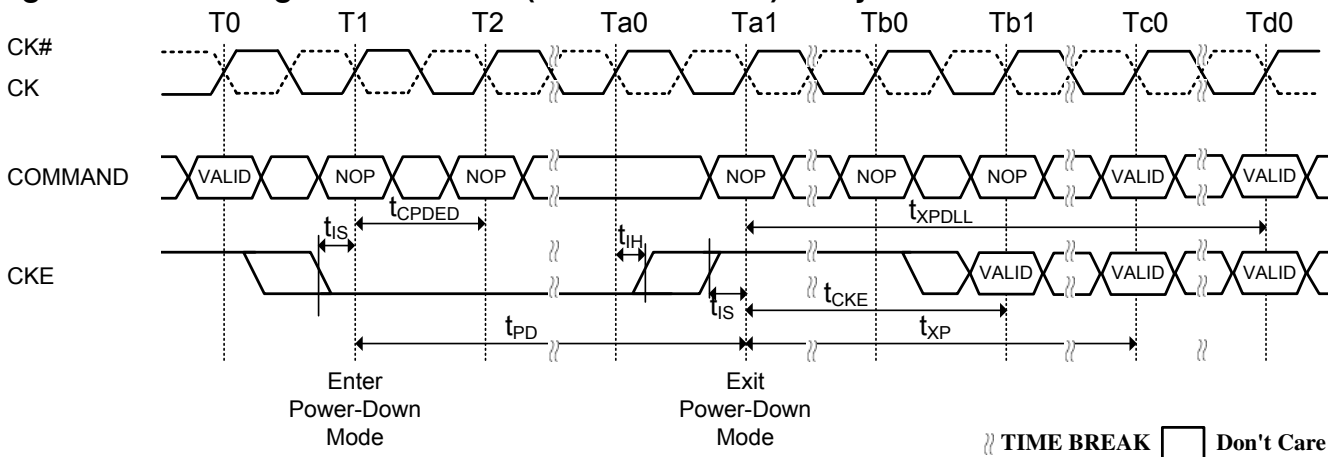 T0 T1 T2 Ta0 Ta1 Tb0 Tb1 Tc0 Td0
CK#
CK
COMMAND VALID NOP NOP NOP NOP NOP VALID VALID
tCPDED tXPDLL
tIS tIH
CKE VALID VALID VALID
tIS tCKE
tPD tXP
Enter
Power-Down
Mode
Exit
Power-Down
Mode
TIME BREAK Don't Care